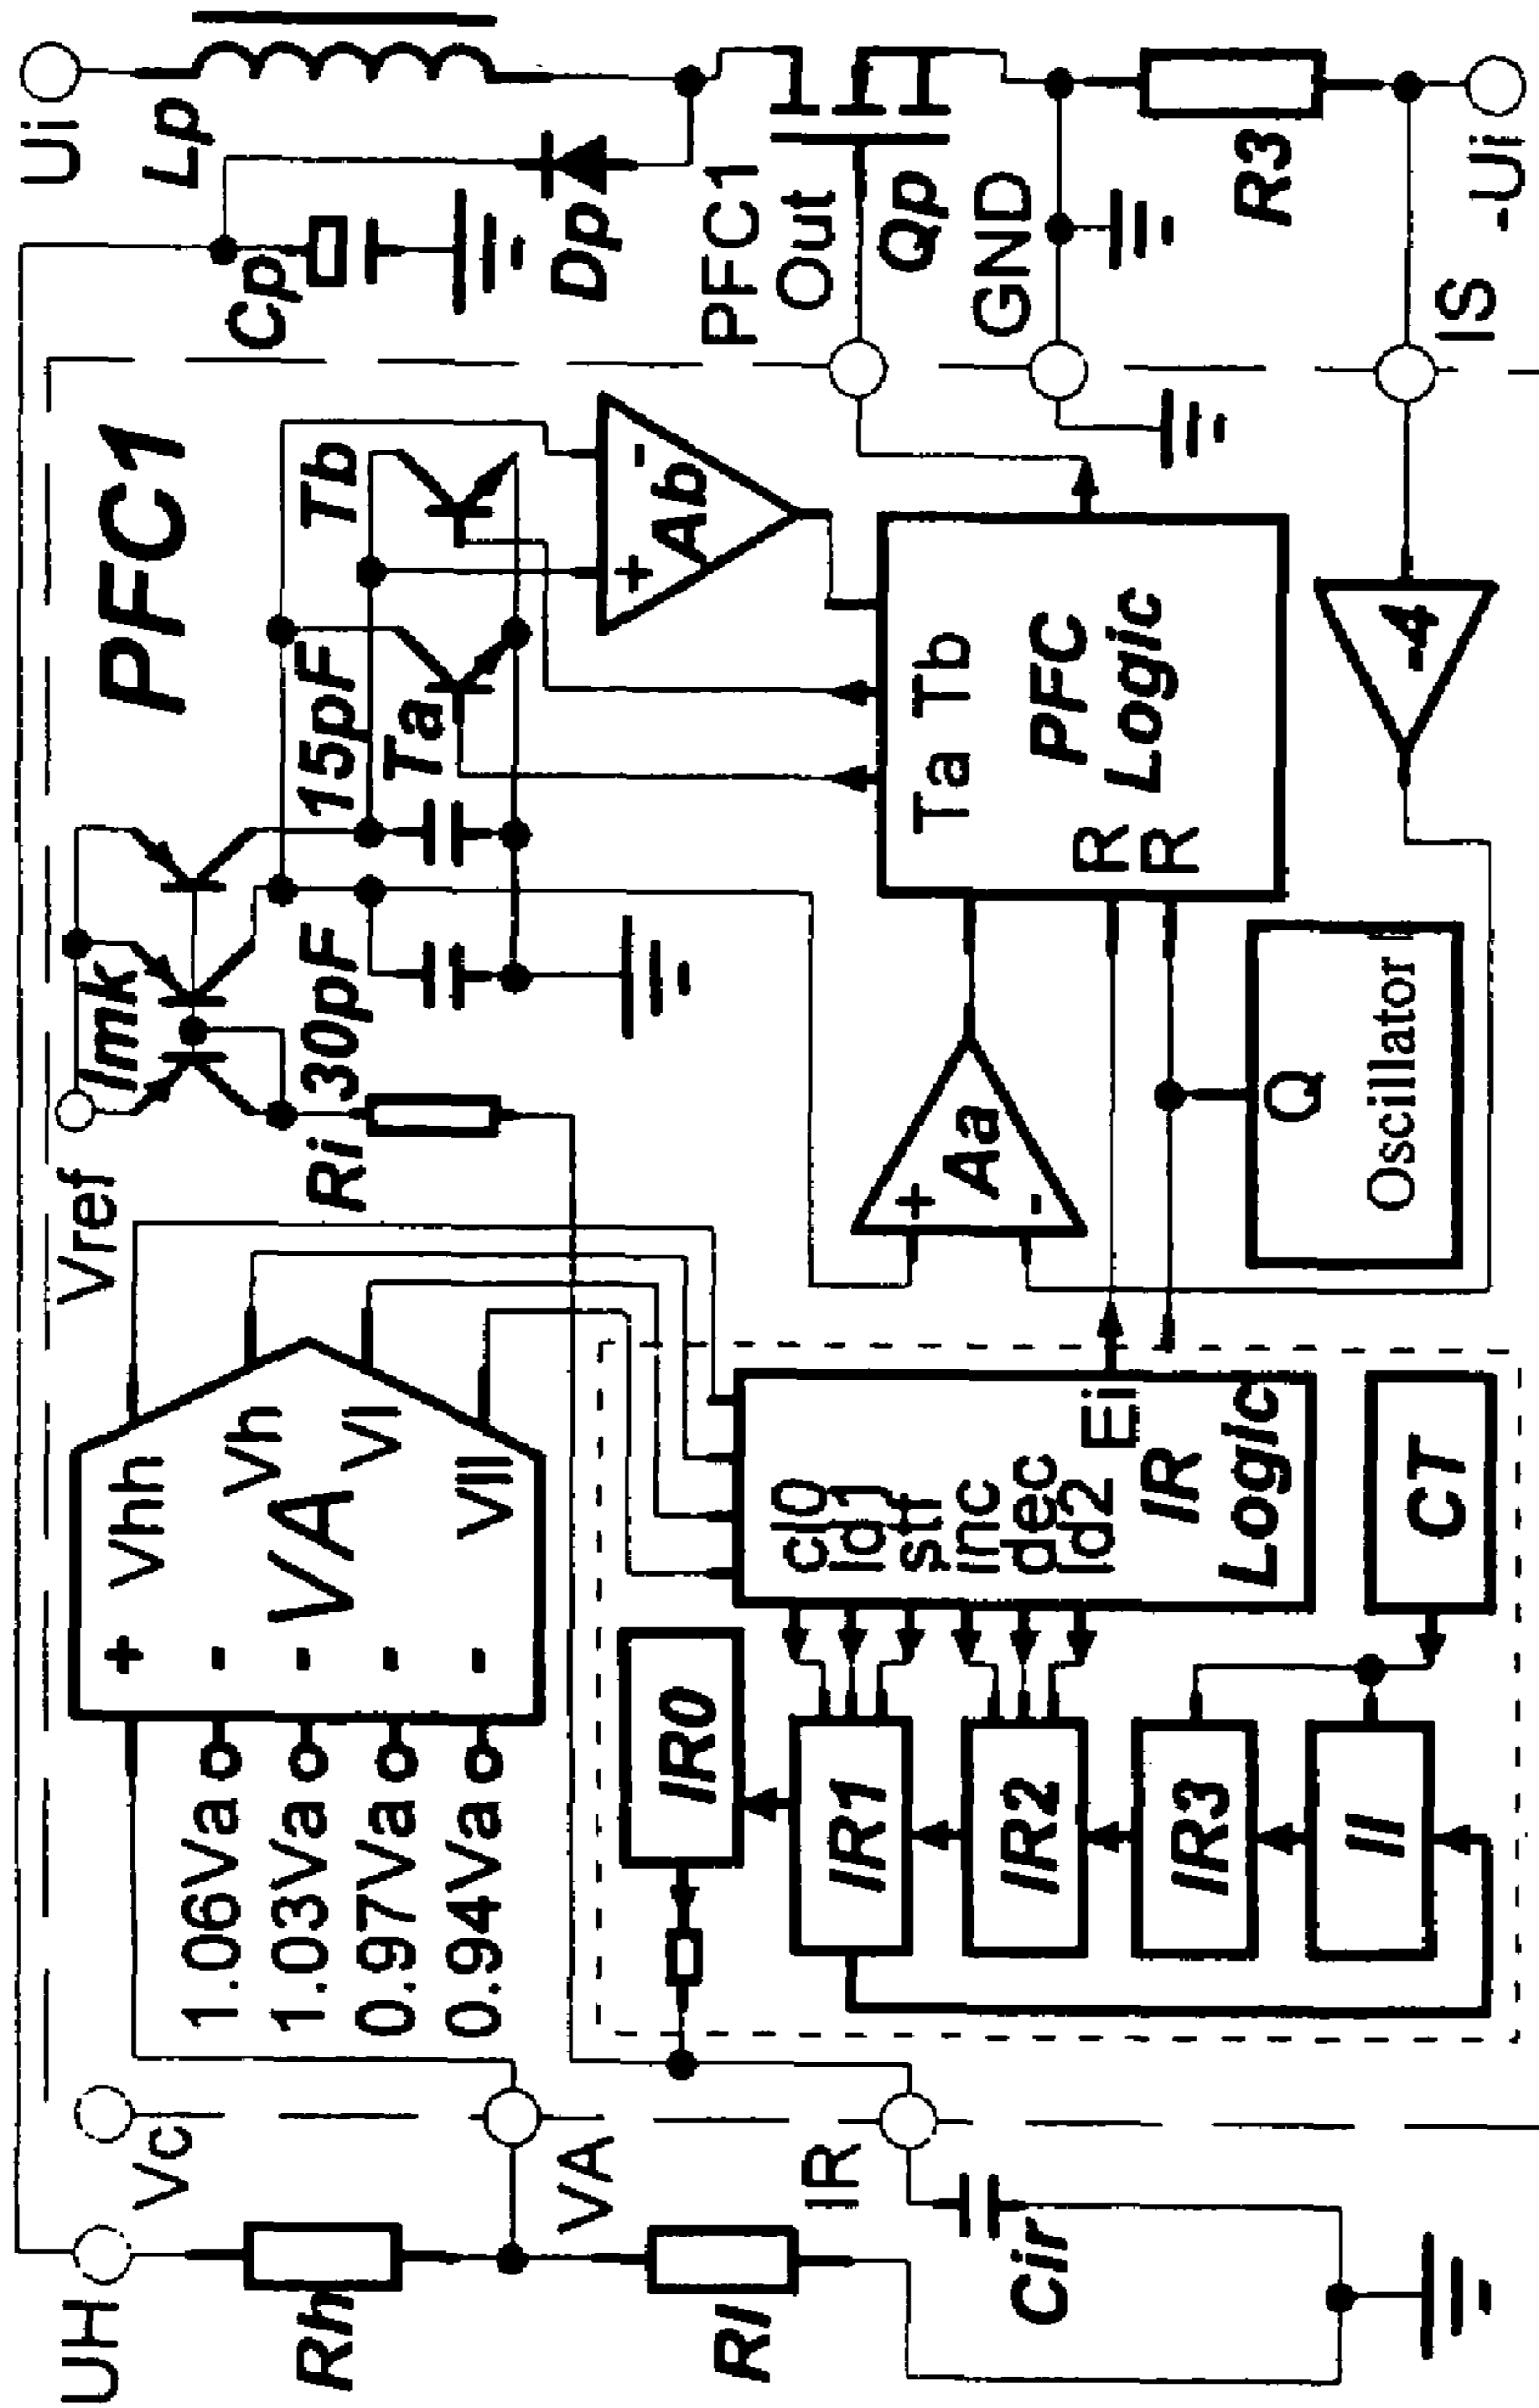 UH
Rh
Vc
VA
Rl
IR
Cir
1.06Va
1.03Va
0.97Va
0.94Va
+
-
-
-
-
Vhh
Vh
VA
Vl
Vll
IR0
IR1
IR2
IR3
II
cl0
ld1
stf
inc
dec
ld2
Ei
IR
Logic
CT
Vref
Imk
Ri
30pF
15pF
Ta
Tb
PFC1
+
-
Aa
+
-
Ab
Q
Oscillator
Ta Tb
R
R
PFC
Logic
-4
Ui
Lp
Cp
Dp
PFC1
Out
Qp
GND
R3
IS
-Ui